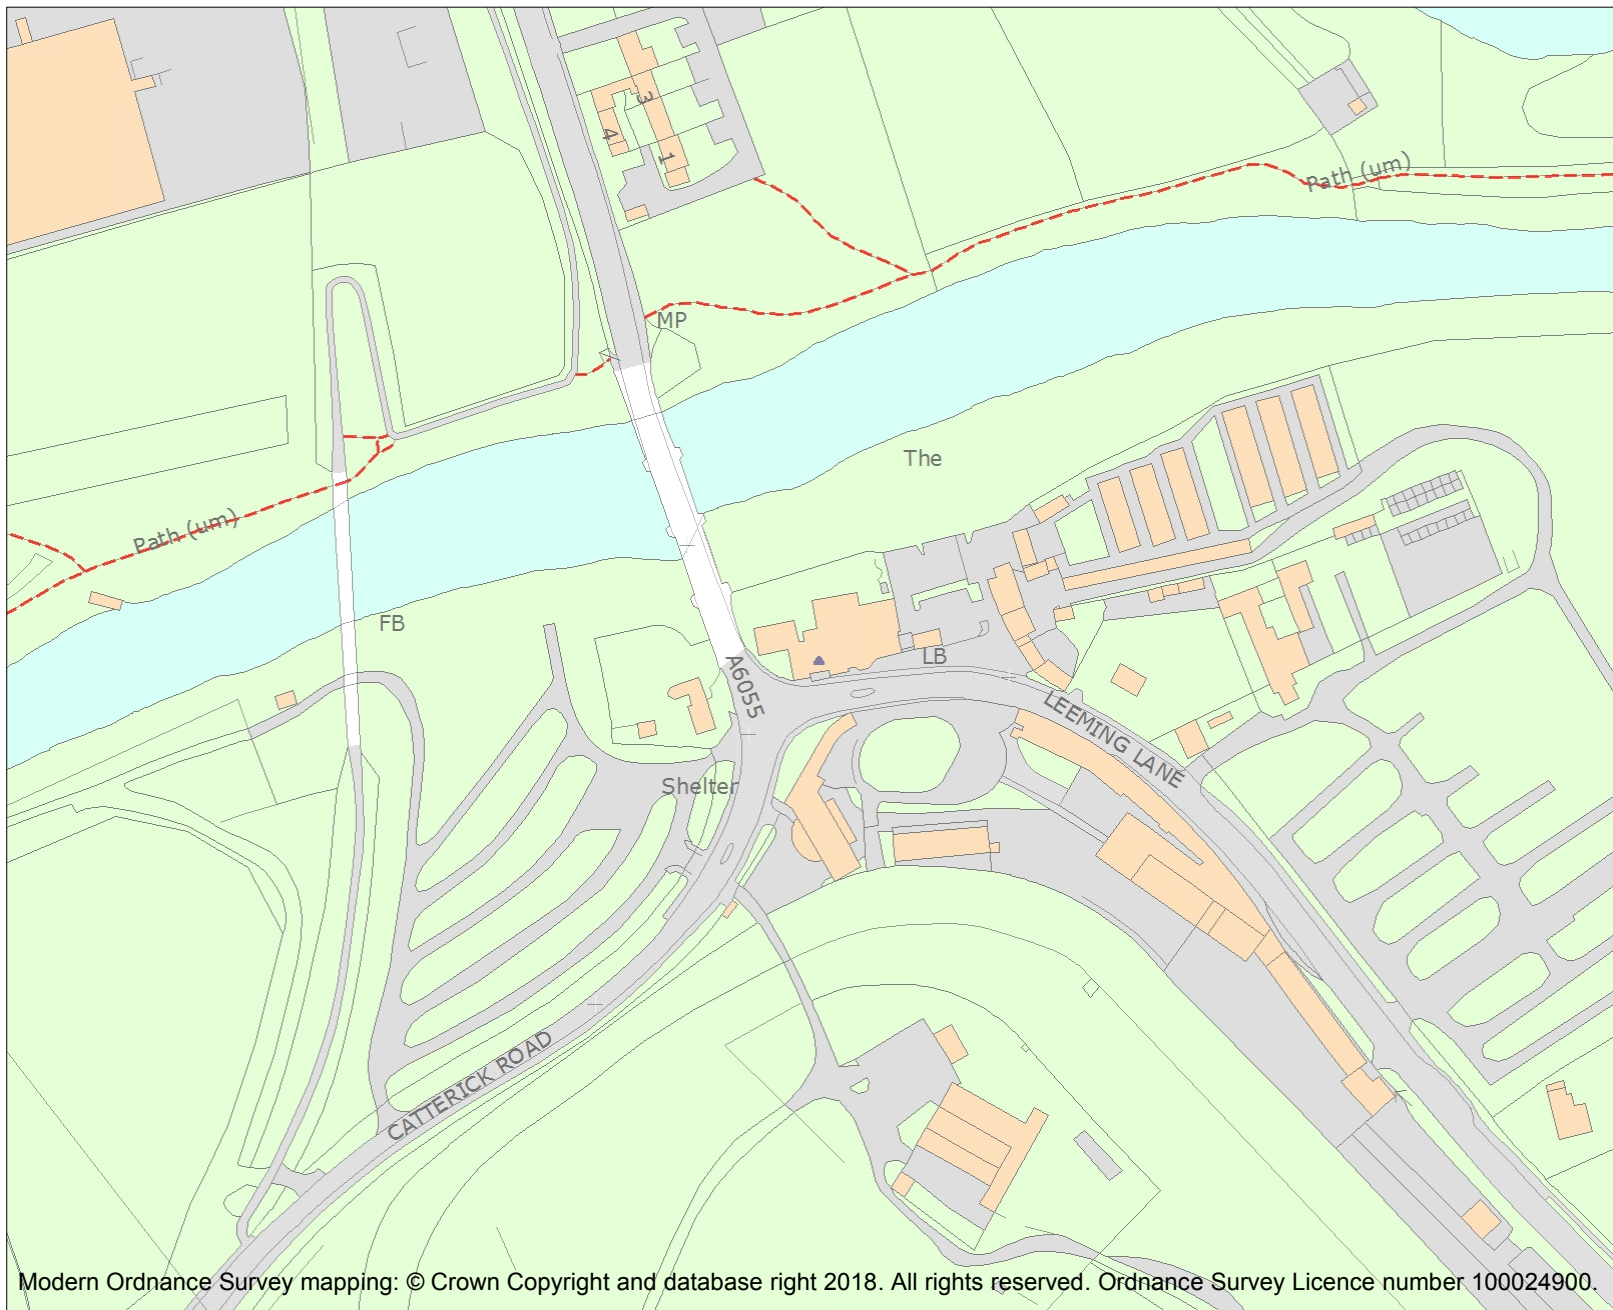 3
4
1
Path (um)
MP
The
Path (um)
FB
LB
A6055
LEEMING LANE
Shelter
CATTERICK ROAD
Modern Ordnance Survey mapping: © Crown Copyright and database right 2018. All rights reserved. Ordnance Survey Licence number 100024900.